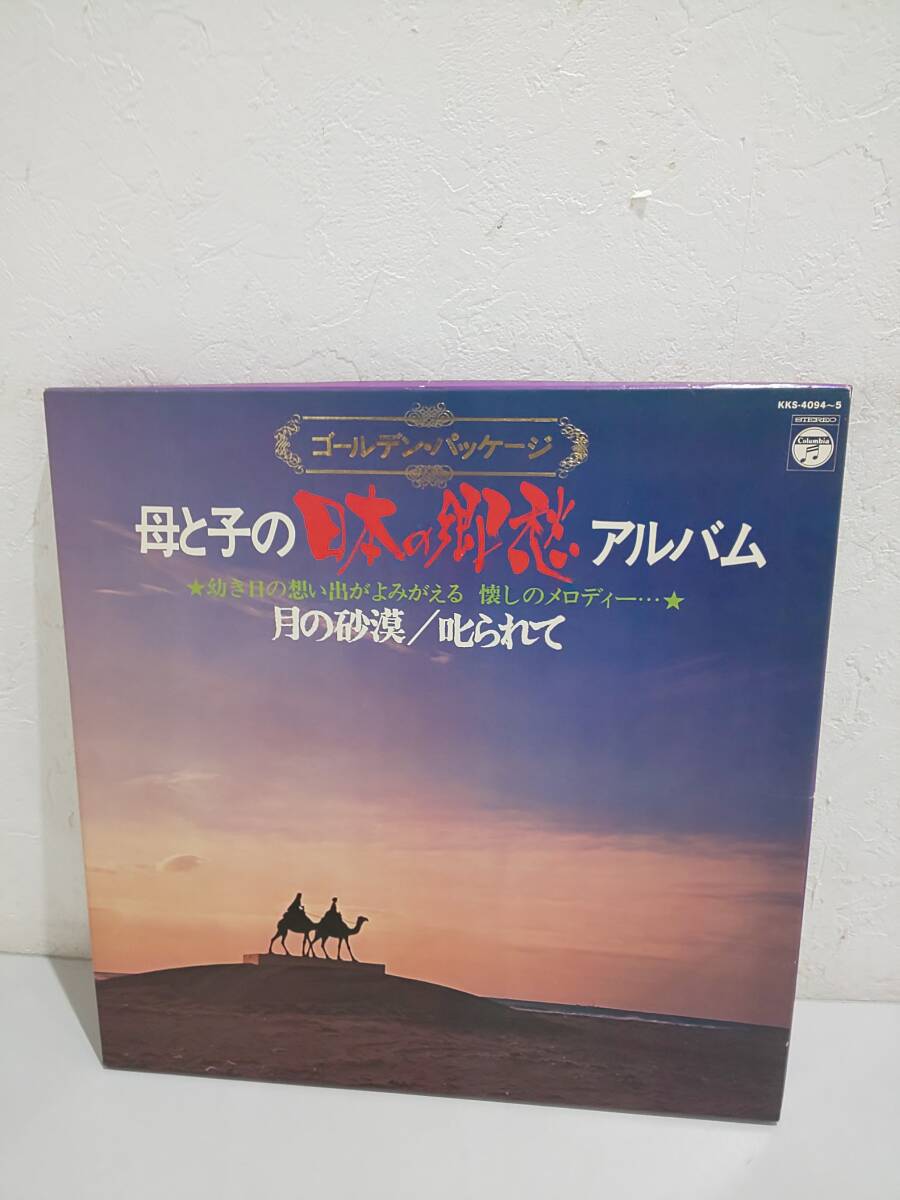 KKS-4094~5
STEREO
Columbia
ゴールデン・パッケージ
母と子の日本の郷愁アルバム
★幼き日の想い出がよみがえる 懐しのメロディー…★
月の砂漠/叱られて